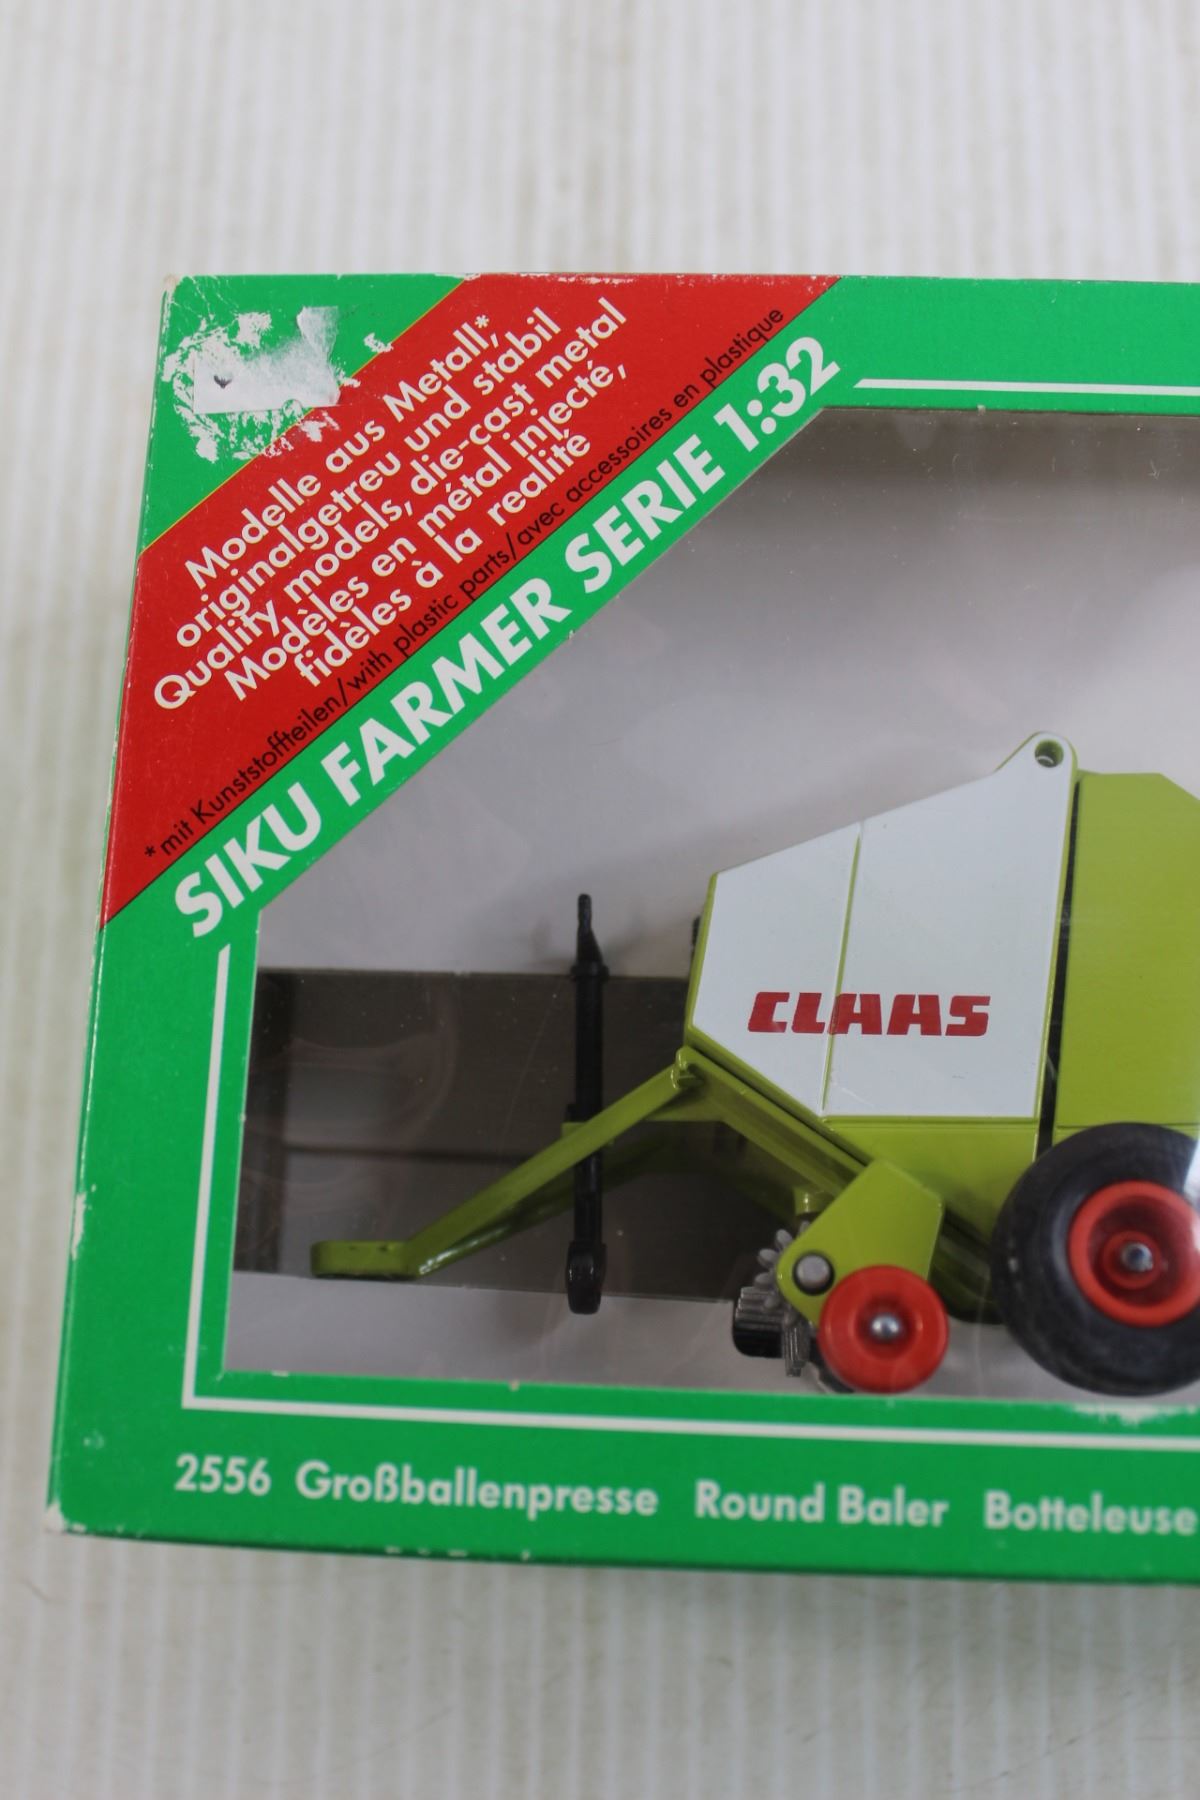 Modelle aus Metall*,
originalgetreu und stabil
Quality models, die-cast metal
Modèles en métal injecté,
fidèles à la realité
*mit Kunststoffteilen/with plastic parts/avec accessoires en plastique
SIKU FARMER SERIE 1:32
CLAAS
2556 Großballenpresse Round Baler Botteleuse